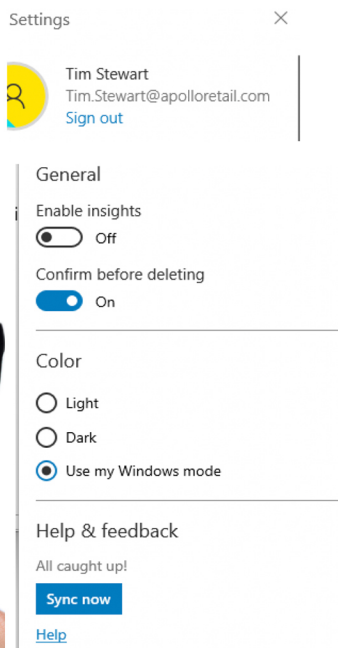 Settings
Tim Stewart
Tim.Stewart@apolloretail.com
Sign out
General
Enable insights
Off
Confirm before deleting
On
Color
Light
Dark
Use my Windows mode
Help & feedback
All caught up!
Sync now
Help